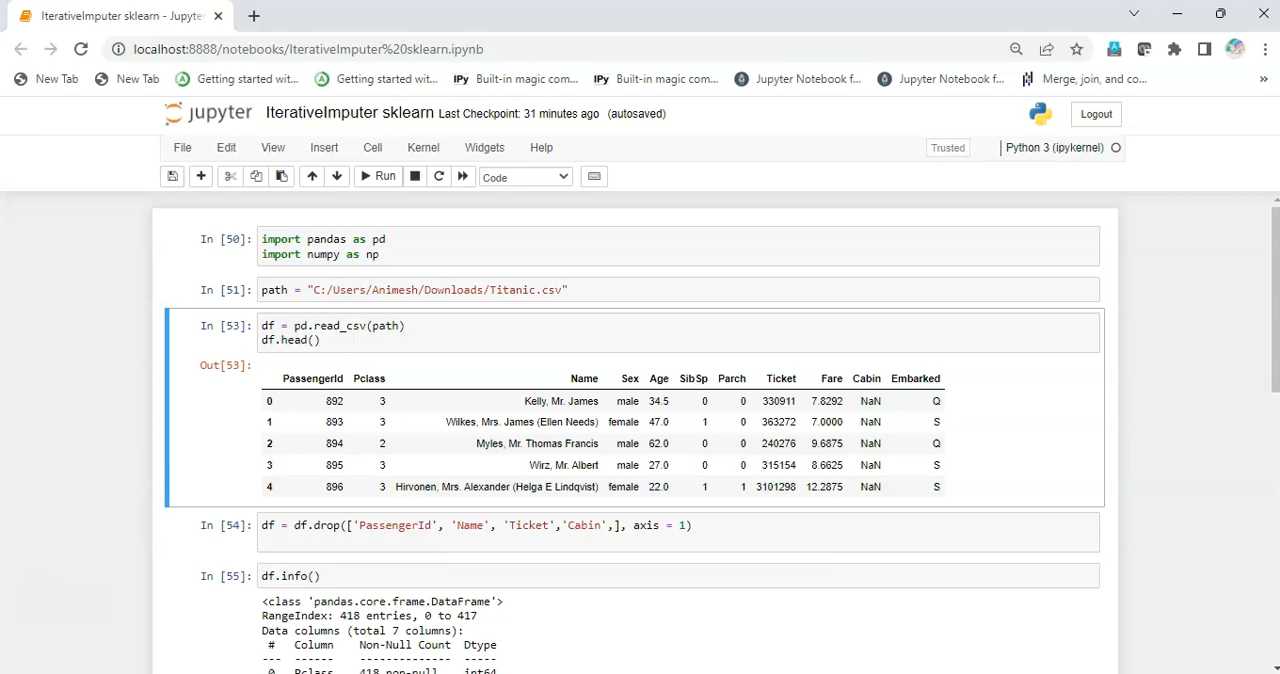 IterativeImputer sklearn - Jupyte
localhost:8888/notebooks/IterativeImputer%20sklearn.ipynb
New Tab New Tab Getting started wit... Getting started wit... IPy Built-in magic com... IPy Built-in magic com... Jupyter Notebook f... Jupyter Notebook f... Merge, join, and co... »
jupyter IterativeImputer sklearn Last Checkpoint: 31 minutes ago (autosaved) Logout
File Edit View Insert Cell Kernel Widgets Help Trusted Python 3 (ipykernel)
Run Code
In [50]: import pandas as pd
import numpy as np
In [51]: path = "C:/Users/Animesh/Downloads/Titanic.csv"
In [53]: df = pd.read_csv(path)
df.head()
Out[53]:
PassengerId Pclass Name Sex Age SibSp Parch Ticket Fare Cabin Embarked
0 892 3 Kelly, Mr. James male 34.5 0 0 330911 7.8292 NaN Q
1 893 3 Wilkes, Mrs. James (Ellen Needs) female 47.0 1 0 363272 7.0000 NaN S
2 894 2 Myles, Mr. Thomas Francis male 62.0 0 0 240276 9.6875 NaN Q
3 895 3 Wirz, Mr. Albert male 27.0 0 0 315154 8.6625 NaN S
4 896 3 Hirvonen, Mrs. Alexander (Helga E Lindqvist) female 22.0 1 1 3101298 12.2875 NaN S
In [54]: df = df.drop(['PassengerId', 'Name', 'Ticket','Cabin',], axis = 1)
In [55]: df.info()
<class 'pandas.core.frame.DataFrame'>
RangeIndex: 418 entries, 0 to 417
Data columns (total 7 columns):
# Column Non-Null Count Dtype
--- ------ -------------- -----
0 Pclass 418 non-null int64